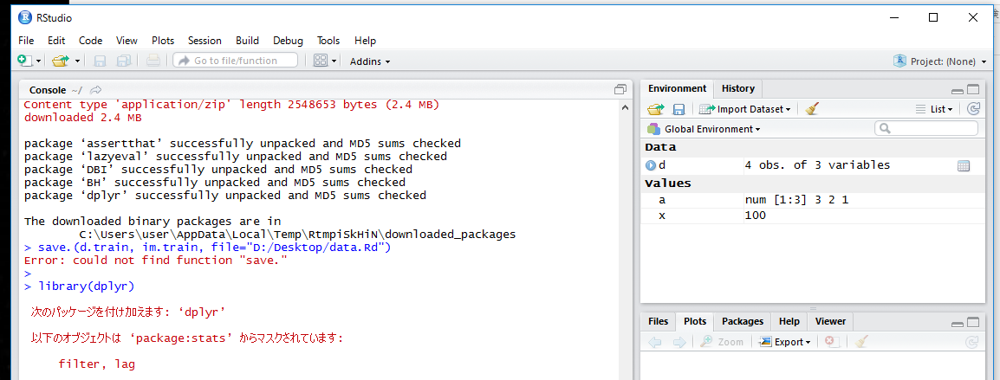 RStudio
File Edit Code View Plots Session Build Debug Tools Help
Go to file/function Addins Project: (None)
Console ~/
Content type 'application/zip' length 2548653 bytes (2.4 MB)
downloaded 2.4 MB
package ‘assertthat’ successfully unpacked and MD5 sums checked
package ‘lazyeval’ successfully unpacked and MD5 sums checked
package ‘DBI’ successfully unpacked and MD5 sums checked
package ‘BH’ successfully unpacked and MD5 sums checked
package ‘dplyr’ successfully unpacked and MD5 sums checked
The downloaded binary packages are in
C:\Users\user\AppData\Local\Temp\RtmpiSkHiN\downloaded_packages
> save.(d.train, im.train, file="D:/Desktop/data.Rd")
Error: could not find function "save."
>
> library(dplyr)
次のパッケージを付け加えます: ‘dplyr’
以下のオブジェクトは ‘package:stats’ からマスクされています:
filter, lag
Environment History
Import Dataset List
Global Environment
Data
d 4 obs. of 3 variables
Values
a num [1:3] 3 2 1
x 100
Files Plots Packages Help Viewer
Zoom Export